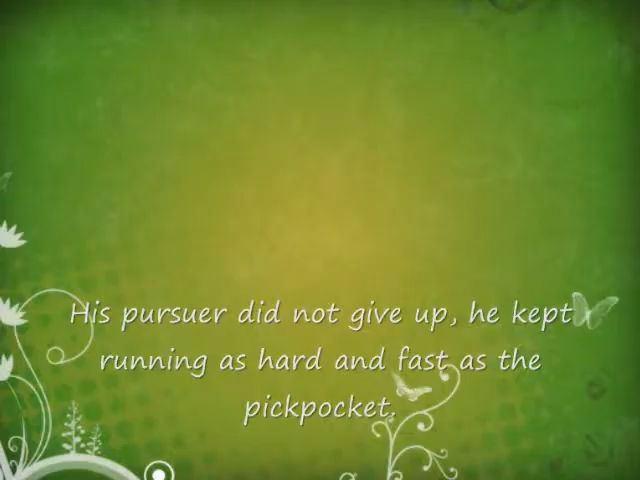 His pursuer did not give up, he kept
running as hard and fast as the
pickpocket.